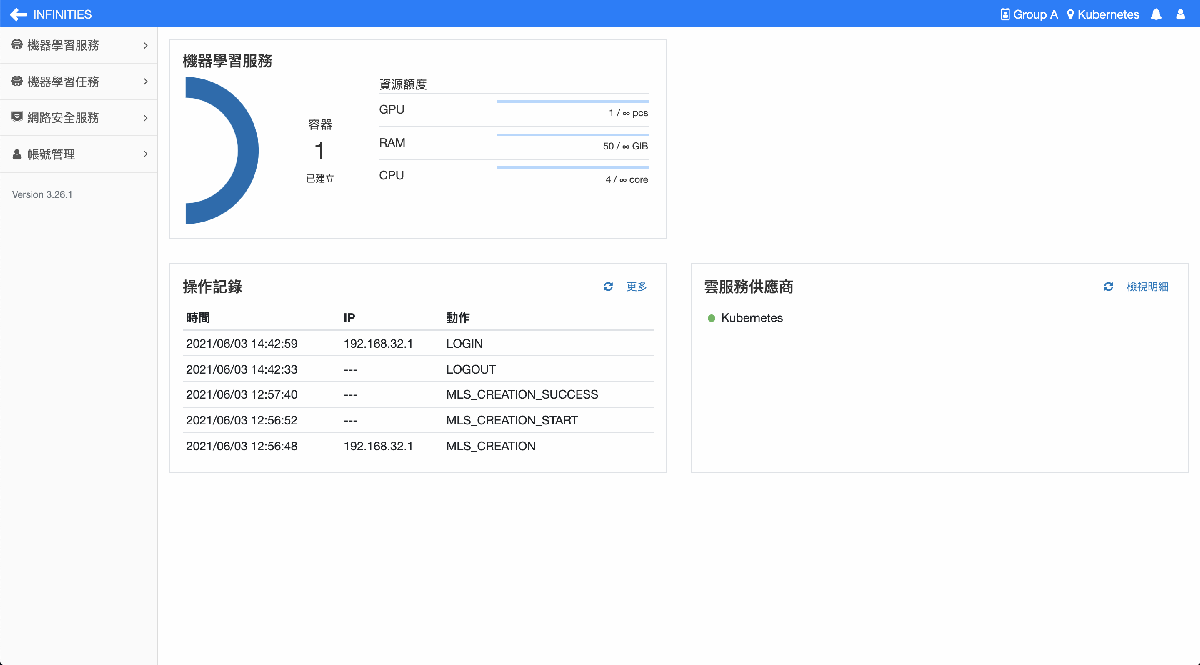 INFINITIES
Group A Kubernetes
機器學習服務
機器學習任務
網路安全服務
帳號管理
Version 3.26.1
機器學習服務
容器
1
已建立
資源額度
GPU 1 / ∞ pcs
RAM 50 / ∞ GIB
CPU 4 / ∞ core
操作記錄 更多
時間 IP 動作
2021/06/03 14:42:59 192.168.32.1 LOGIN
2021/06/03 14:42:33 --- LOGOUT
2021/06/03 12:57:40 --- MLS_CREATION_SUCCESS
2021/06/03 12:56:52 --- MLS_CREATION_START
2021/06/03 12:56:48 192.168.32.1 MLS_CREATION
雲服務供應商 檢視明細
Kubernetes